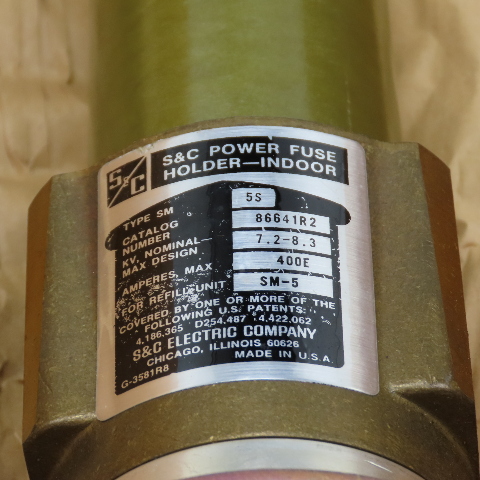 S&C
S&C POWER FUSE
HOLDER—INDOOR
TYPE SM 5S
CATALOG
NUMBER 86641R2
KV, NOMINAL—
MAX DESIGN 7.2-8.3
AMPERES, MAX 400E
FOR REFILL UNIT SM-5
COVERED BY ONE OR MORE OF THE
FOLLOWING U.S. PATENTS:
4,186,365 D254,487 4,422,062
S&C ELECTRIC COMPANY
CHICAGO, ILLINOIS 60626
G-3581R8 MADE IN U.S.A.